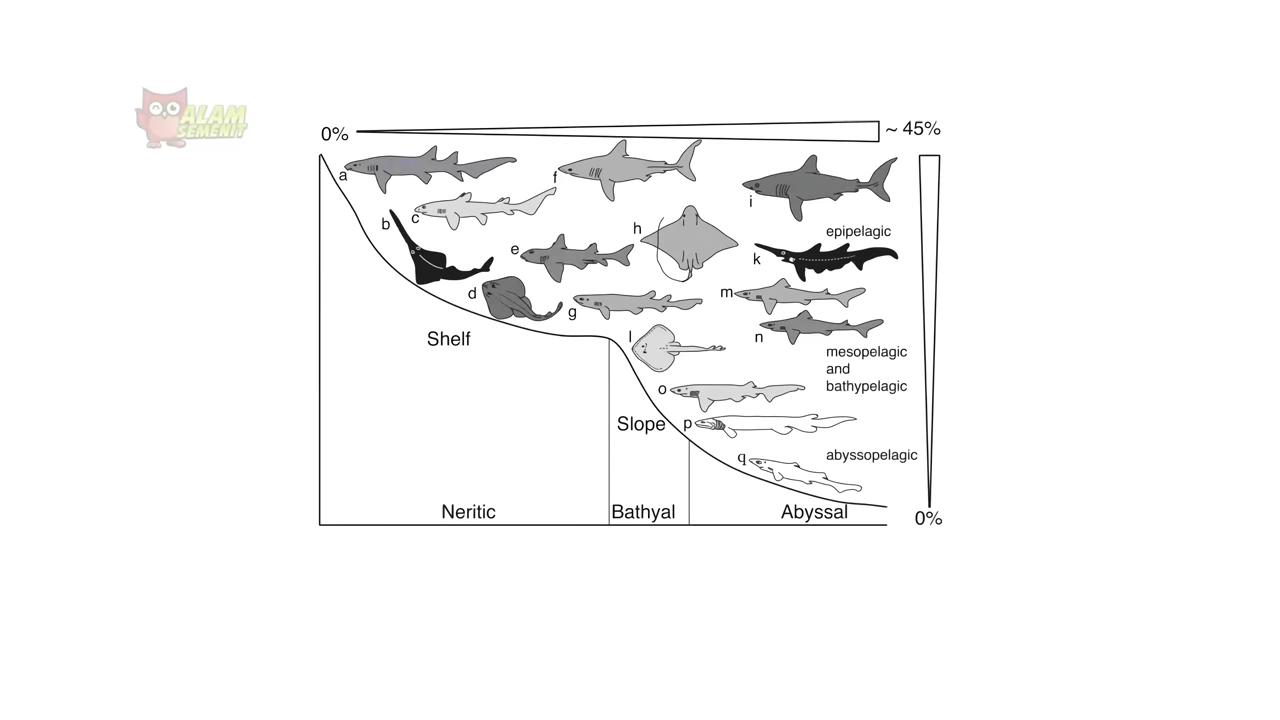 ALAM
SEMENIT
0%
~ 45%
a
f
i
b
c
h
e
epipelagic
k
d
m
g
n
l
Shelf
mesopelagic
and
bathypelagic
o
Slope
p
q
abyssopelagic
Neritic
Bathyal
Abyssal
0%